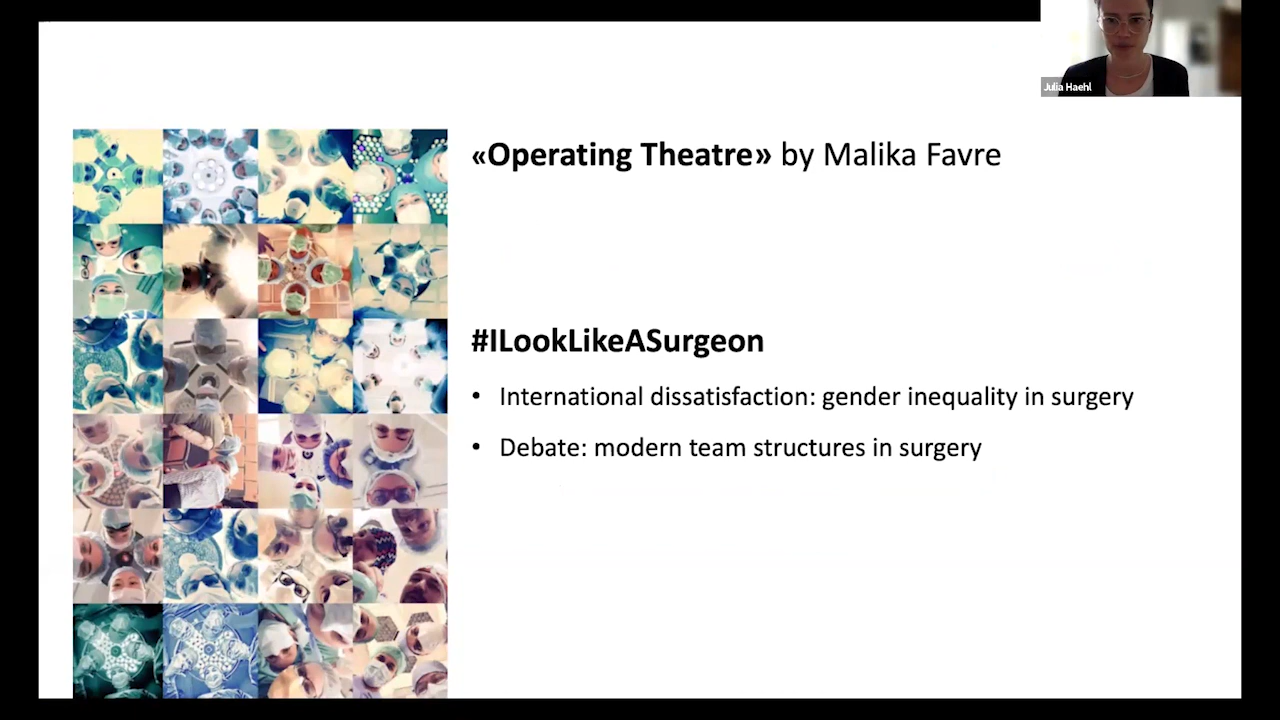 Julia Haehl
«Operating Theatre» by Malika Favre
#ILookLikeASurgeon
• International dissatisfaction: gender inequality in surgery
• Debate: modern team structures in surgery